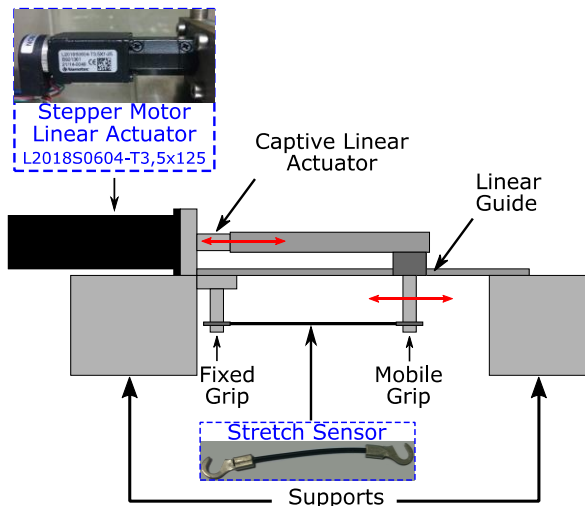 Stepper Motor
Linear Actuator
L2018S0604-T3,5x125
Captive Linear
Actuator
Linear
Guide
Fixed
Grip
Mobile
Grip
Stretch Sensor
Supports